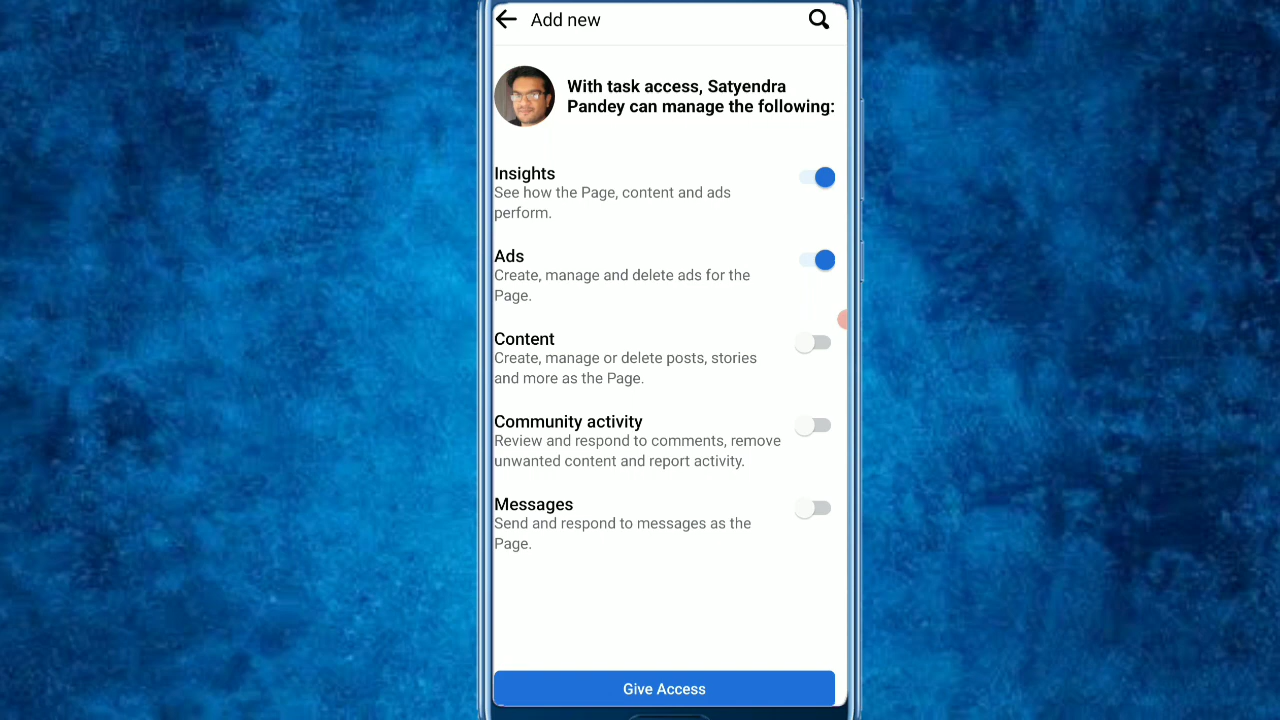 Add new
With task access, Satyendra
Pandey can manage the following:
Insights
See how the Page, content and ads
perform.
Ads
Create, manage and delete ads for the
Page.
Content
Create, manage or delete posts, stories
and more as the Page.
Community activity
Review and respond to comments, remove
unwanted content and report activity.
Messages
Send and respond to messages as the
Page.
Give Access